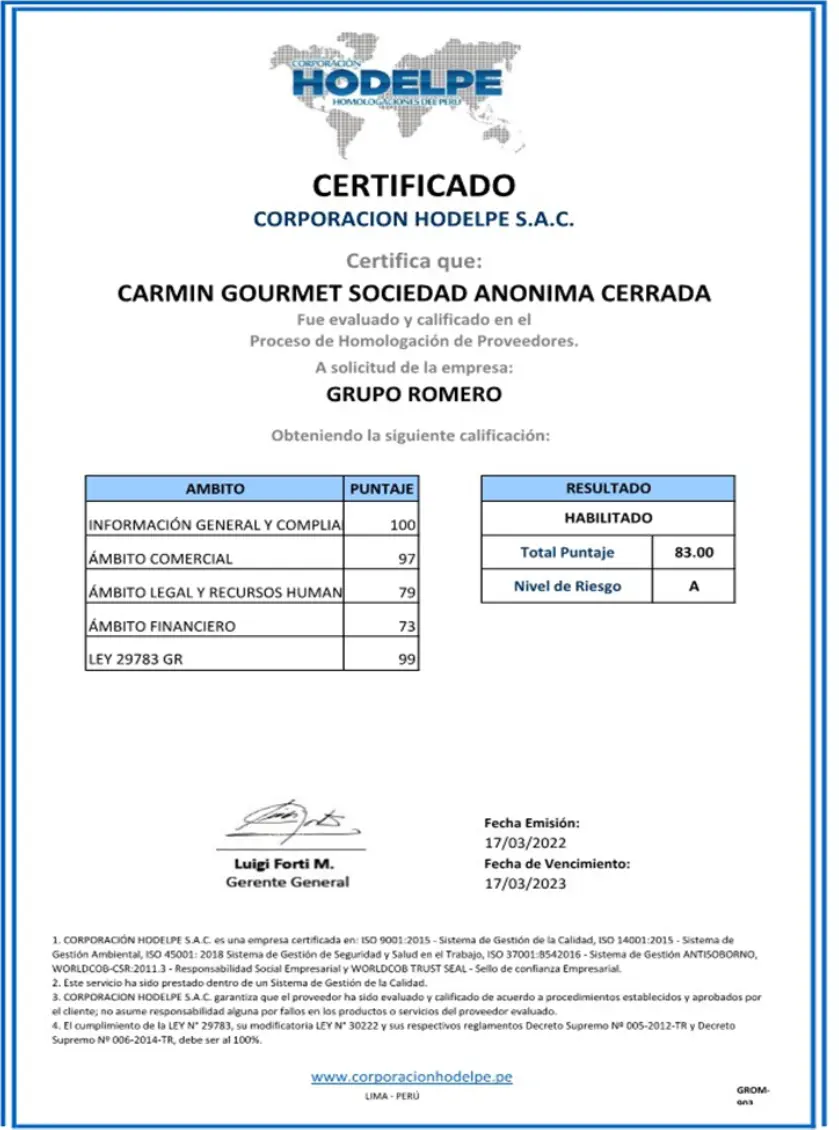 CORPORACIÓN
HODELPE
HOMOLOGACIONES DEL PERÚ
CERTIFICADO
CORPORACION HODELPE S.A.C.
Certifica que:
CARMIN GOURMET SOCIEDAD ANONIMA CERRADA
Fue evaluado y calificado en el
Proceso de Homologación de Proveedores.
A solicitud de la empresa:
GRUPO ROMERO
Obteniendo la siguiente calificación:
AMBITO PUNTAJE
INFORMACIÓN GENERAL Y COMPLIA 100
ÁMBITO COMERCIAL 97
ÁMBITO LEGAL Y RECURSOS HUMAN 79
ÁMBITO FINANCIERO 73
LEY 29783 GR 99
RESULTADO
HABILITADO
Total Puntaje 83.00
Nivel de Riesgo A
Luigi Forti M.
Gerente General
Fecha Emisión:
17/03/2022
Fecha de Vencimiento:
17/03/2023
1. CORPORACIÓN HODELPE S.A.C. es una empresa certificada en: ISO 9001:2015 - Sistema de Gestión de la Calidad, ISO 14001:2015 - Sistema de
Gestión Ambiental, ISO 45001: 2018 Sistema de Gestión de Seguridad y Salud en el Trabajo, ISO 37001:BS42016 - Sistema de Gestión ANTISOBORNO,
WORLDCOB-CSR:2011.3 - Responsabilidad Social Empresarial y WORLDCOB TRUST SEAL - Sello de confianza Empresarial.
2. Este servicio ha sido prestado dentro de un Sistema de Gestión de la Calidad.
3. CORPORACION HODELPE S.A.C. garantiza que el proveedor ha sido evaluado y calificado de acuerdo a procedimientos establecidos y aprobados por
el cliente; no asume responsabilidad alguna por fallos en los productos o servicios del proveedor evaluado.
4. El cumplimiento de la LEY N° 29783, su modificatoria LEY N° 30222 y sus respectivos reglamentos Decreto Supremo Nº 005-2012-TR y Decreto
Supremo Nº 006-2014-TR, debe ser al 100%.
www.corporacionhodelpe.pe
LIMA - PERÚ
GROM-